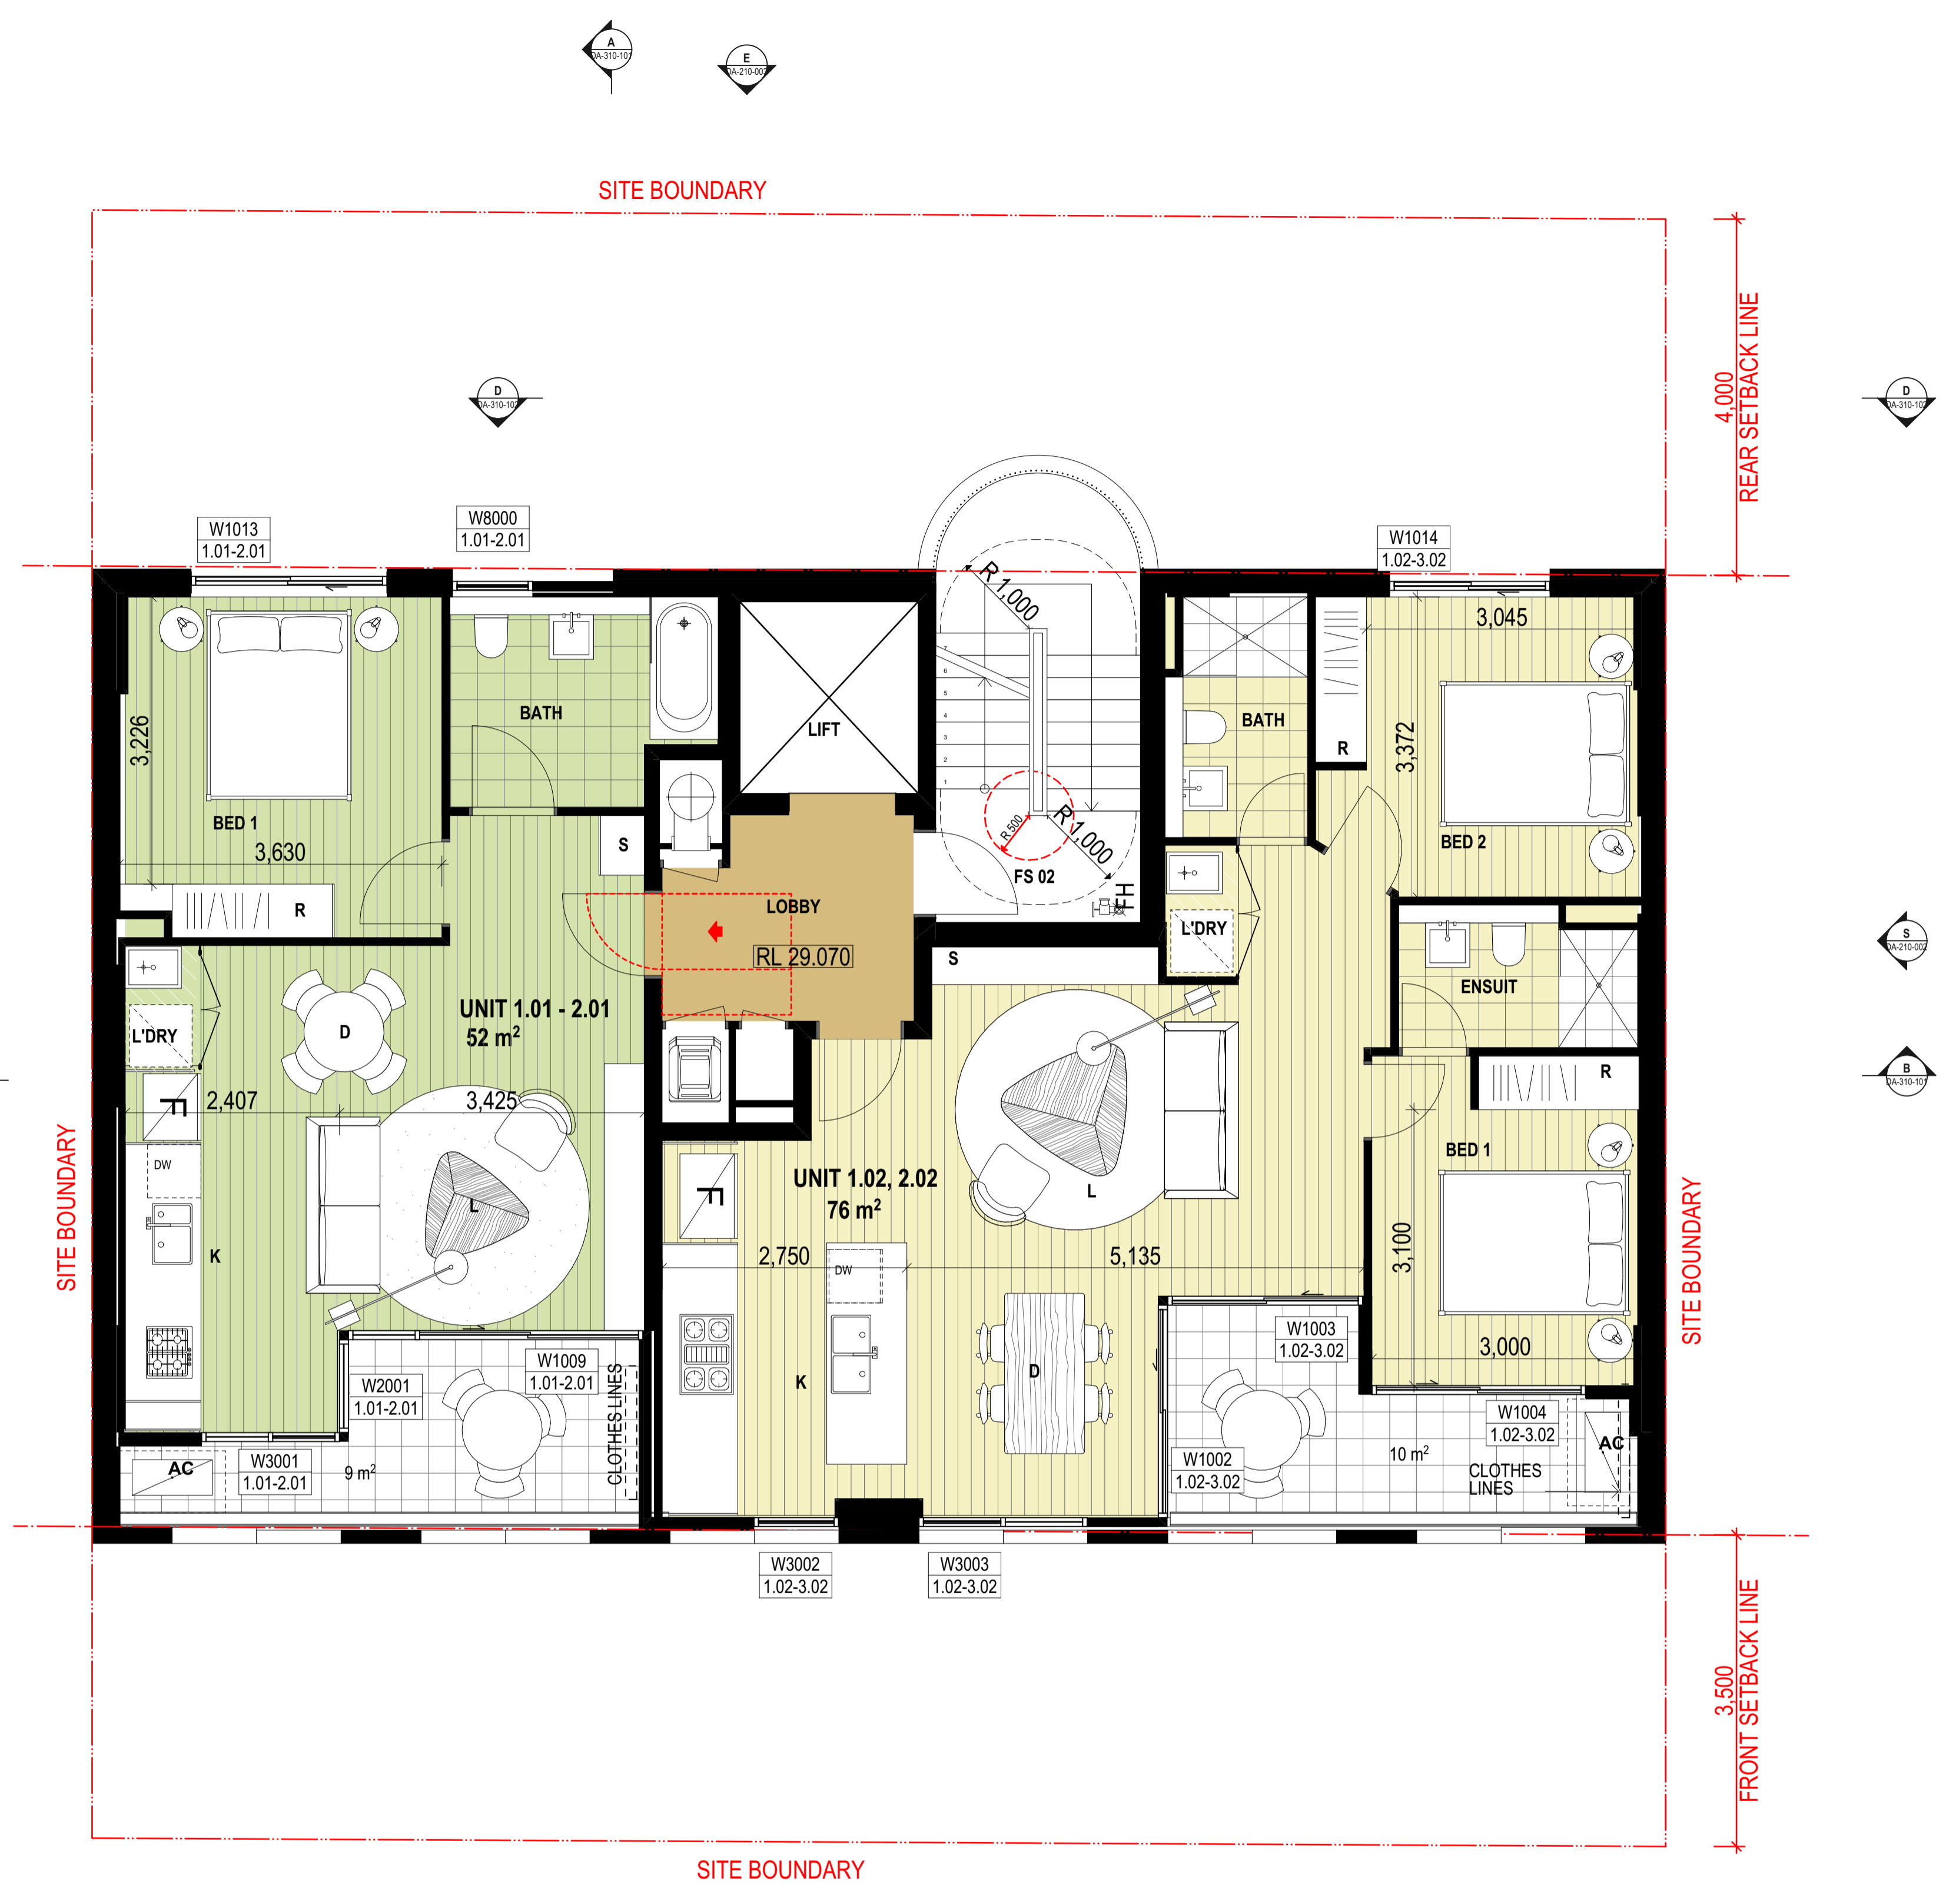 A
DA-310-101
E
DA-210-003
SITE BOUNDARY
4,000
REAR SETBACK LINE
D
DA-310-102
D
DA-310-102
W1013
1.01-2.01
W8000
1.01-2.01
W1014
1.02-3.02
R 1,000
3,045
7
6
5
4
3
2
1
BATH
LIFT
BATH
R
3,226
3,372
BED 1
3,630
S
R 500
R 1,000
BED 2
FS 02
FH
R
LOBBY
L'DRY
RL 29.070
S
ENSUIT
S
DA-210-002
UNIT 1.01 - 2.01
52 m²
D
L'DRY
R
B
DA-310-101
2,407
3,425
F
DW
BED 1
SITE BOUNDARY
UNIT 1.02, 2.02
76 m²
F
L
L
SITE BOUNDARY
K
2,750
DW
5,135
3,100
W1003
1.02-3.02
3,000
W1009
1.01-2.01
W2001
1.01-2.01
CLOTHES LINES
K
D
W1004
1.02-3.02
W3001
1.01-2.01
AC
9 m²
W1002
1.02-3.02
10 m²
AC
CLOTHES
LINES
W3002
1.02-3.02
W3003
1.02-3.02
3,500
FRONT SETBACK LINE
SITE BOUNDARY